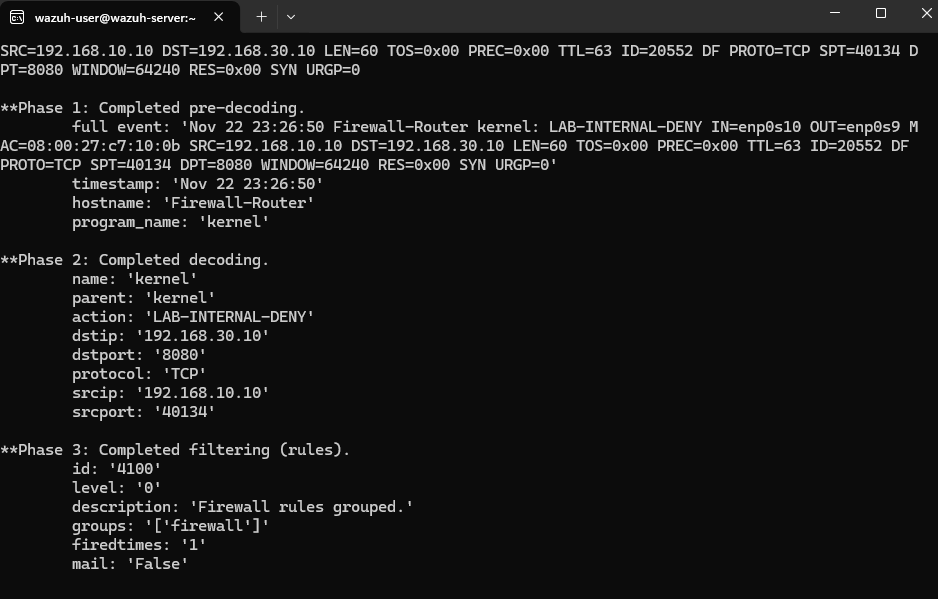 wazuh-user@wazuh-server:~
SRC=192.168.10.10 DST=192.168.30.10 LEN=60 TOS=0x00 PREC=0x00 TTL=63 ID=20552 DF PROTO=TCP SPT=40134 D
PT=8080 WINDOW=64240 RES=0x00 SYN URGP=0
**Phase 1: Completed pre-decoding.
full event: 'Nov 22 23:26:50 Firewall-Router kernel: LAB-INTERNAL-DENY IN=enp0s10 OUT=enp0s9 M
AC=08:00:27:c7:10:0b SRC=192.168.10.10 DST=192.168.30.10 LEN=60 TOS=0x00 PREC=0x00 TTL=63 ID=20552 DF
PROTO=TCP SPT=40134 DPT=8080 WINDOW=64240 RES=0x00 SYN URGP=0'
timestamp: 'Nov 22 23:26:50'
hostname: 'Firewall-Router'
program_name: 'kernel'
**Phase 2: Completed decoding.
name: 'kernel'
parent: 'kernel'
action: 'LAB-INTERNAL-DENY'
dstip: '192.168.30.10'
dstport: '8080'
protocol: 'TCP'
srcip: '192.168.10.10'
srcport: '40134'
**Phase 3: Completed filtering (rules).
id: '4100'
level: '0'
description: 'Firewall rules grouped.'
groups: '['firewall']'
firedtimes: '1'
mail: 'False'